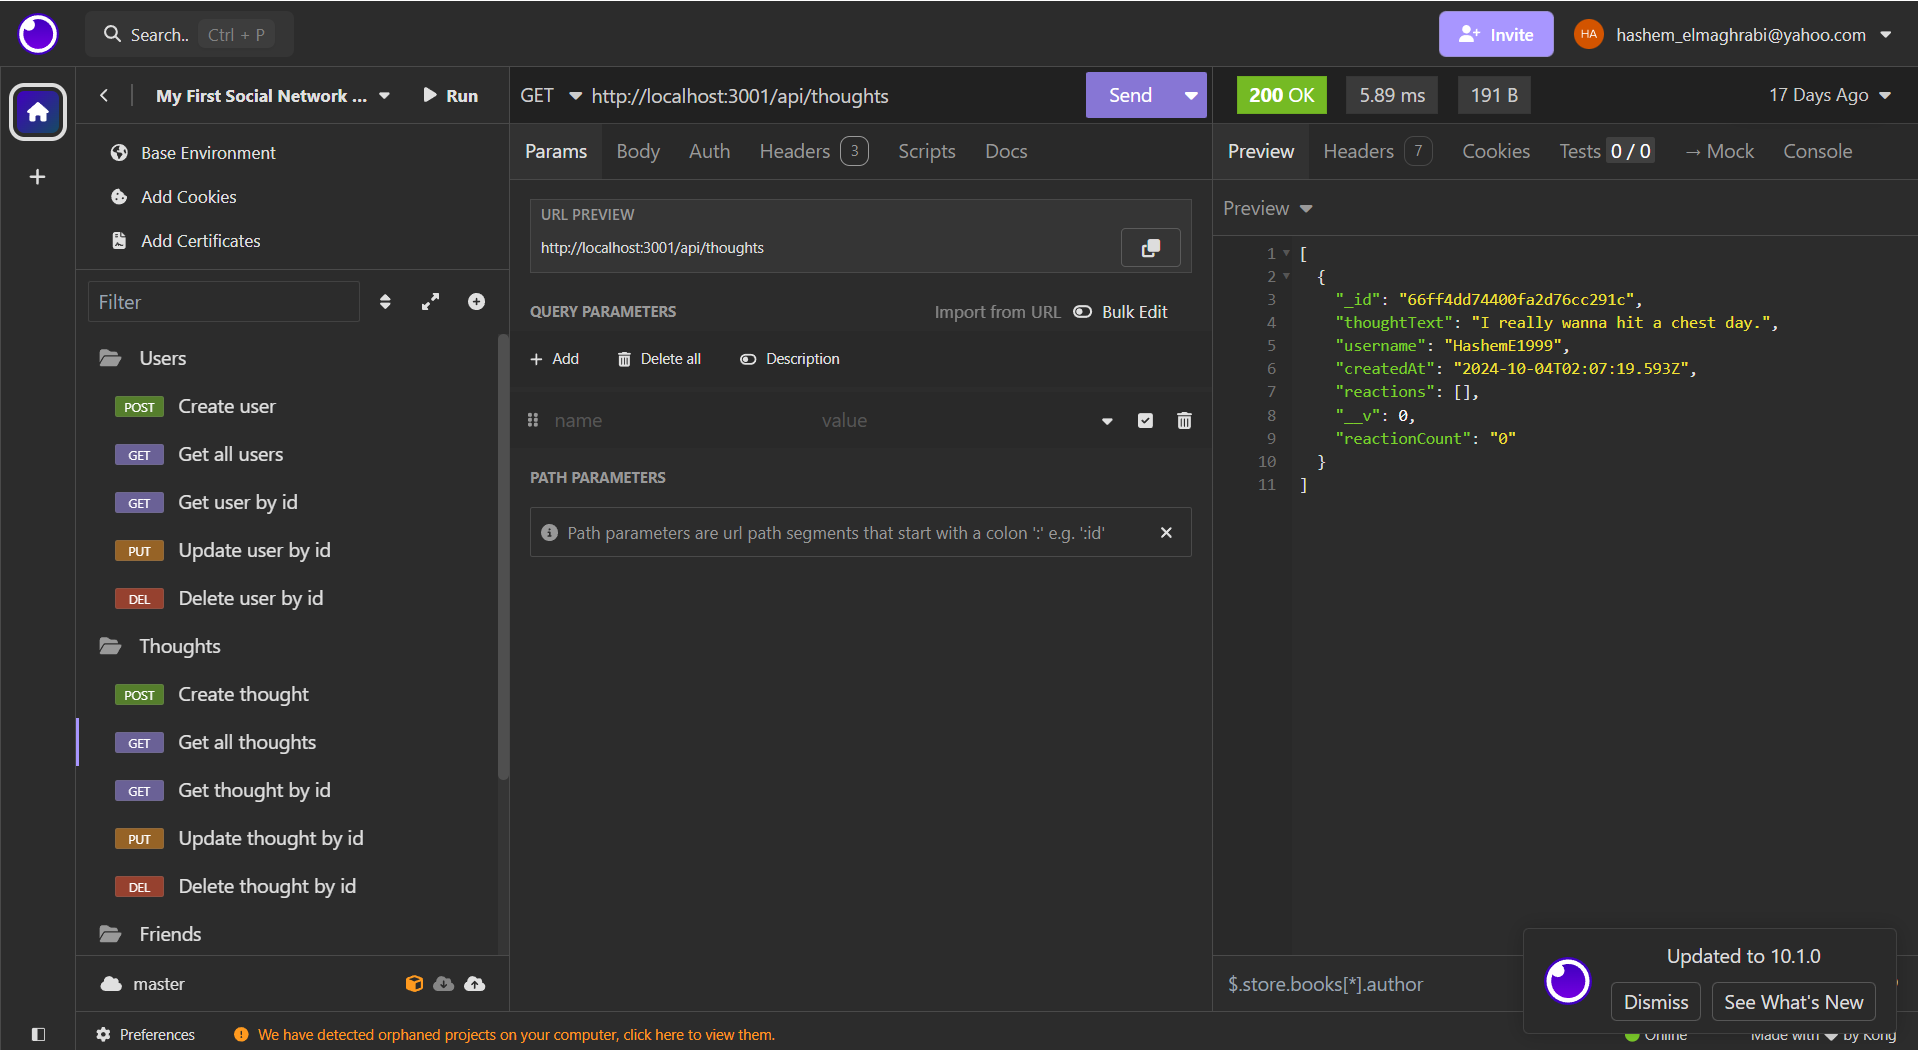 Search.. Ctrl + P
Invite
HA hashem_elmaghrabi@yahoo.com
My First Social Network ...
Run
Base Environment
Add Cookies
Add Certificates
Filter
Users
POST Create user
GET Get all users
GET Get user by id
PUT Update user by id
DEL Delete user by id
Thoughts
POST Create thought
GET Get all thoughts
GET Get thought by id
PUT Update thought by id
DEL Delete thought by id
Friends
master
GET http://localhost:3001/api/thoughts
Send
Params Body Auth Headers 3 Scripts Docs
URL PREVIEW
http://localhost:3001/api/thoughts
QUERY PARAMETERS
Import from URL Bulk Edit
Add Delete all Description
name value
PATH PARAMETERS
Path parameters are url path segments that start with a colon ':' e.g. ':id'
200 OK 5.89 ms 191 B 17 Days Ago
Preview Headers 7 Cookies Tests 0 / 0 → Mock Console
Preview
1 [
2 {
3 "_id": "66ff4dd74400fa2d76cc291c",
4 "thoughtText": "I really wanna hit a chest day.",
5 "username": "HashemE1999",
6 "createdAt": "2024-10-04T02:07:19.593Z",
7 "reactions": [],
8 "__v": 0,
9 "reactionCount": "0"
10 }
11 ]
$.store.books[*].author
Updated to 10.1.0
Dismiss See What's New
Preferences
We have detected orphaned projects on your computer, click here to view them.
Online
Made with ❤ by Kong